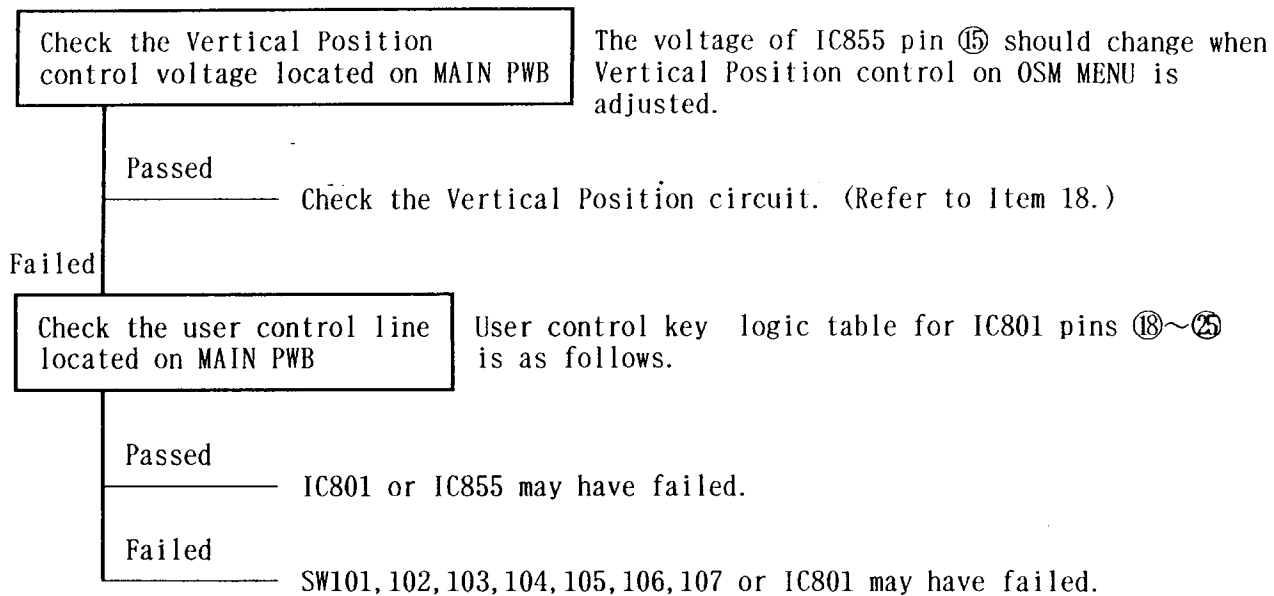 Check the Vertical Position
control voltage located on MAIN PWB
The voltage of IC855 pin ⑮ should change when
Vertical Position control on OSM MENU is
adjusted.
Passed
Check the Vertical Position circuit. (Refer to Item 18.)
Failed
Check the user control line
located on MAIN PWB
User control key logic table for IC801 pins ⑱~㉕
is as follows.
Passed
IC801 or IC855 may have failed.
Failed
SW101,102,103,104,105,106,107 or IC801 may have failed.